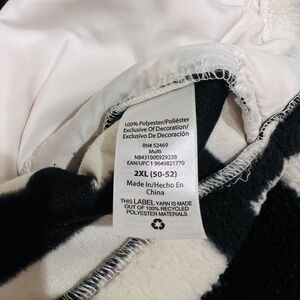 100% Polyester/Poliéster
Exclusive Of Decoration/
Exclusivo De Decoración
RN# 52469
Multi
NB431000929238
EAN/UPC 1 9649821770
2XL (50-52)
Made In/Hecho En
China
THIS LABEL YARN IS MADE
OUT OF 100% RECYCLED
POLYESTER MATERIALS